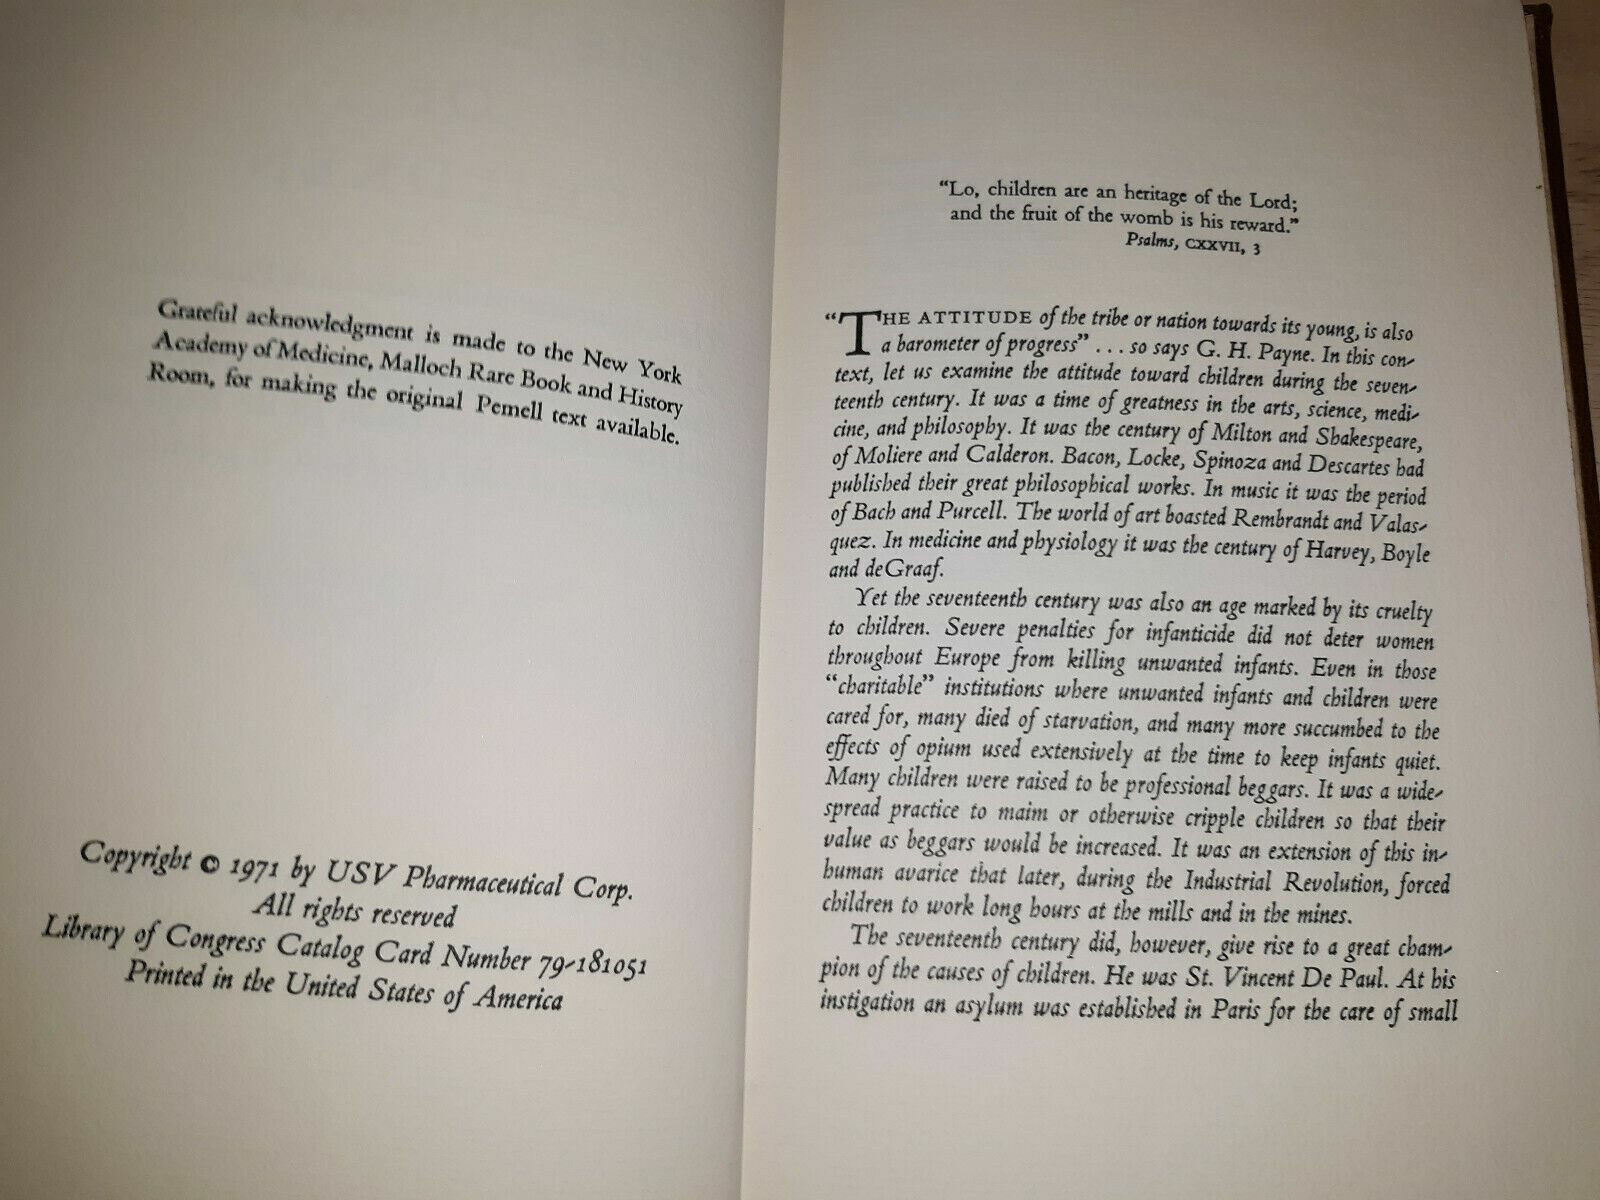 Grateful acknowledgment is made to the New York
Academy of Medicine, Malloch Rare Book and History
Room, for making the original Pemell text available.
Copyright © 1971 by USV Pharmaceutical Corp.
All rights reserved
Library of Congress Catalog Card Number 79-181051
Printed in the United States of America
“Lo, children are an heritage of the Lord;
and the fruit of the womb is his reward.”
Psalms, CXXVII, 3
“THE ATTITUDE of the tribe or nation towards its young, is also
a barometer of progress” ... so says G. H. Payne. In this con-
text, let us examine the attitude toward children during the seven-
teenth century. It was a time of greatness in the arts, science, medi-
cine, and philosophy. It was the century of Milton and Shakespeare,
of Moliere and Calderon. Bacon, Locke, Spinoza and Descartes had
published their great philosophical works. In music it was the period
of Bach and Purcell. The world of art boasted Rembrandt and Valas-
quez. In medicine and physiology it was the century of Harvey, Boyle
and deGraaf.
Yet the seventeenth century was also an age marked by its cruelty
to children. Severe penalties for infanticide did not deter women
throughout Europe from killing unwanted infants. Even in those
“charitable” institutions where unwanted infants and children were
cared for, many died of starvation, and many more succumbed to the
effects of opium used extensively at the time to keep infants quiet.
Many children were raised to be professional beggars. It was a wide-
spread practice to maim or otherwise cripple children so that their
value as beggars would be increased. It was an extension of this in-
human avarice that later, during the Industrial Revolution, forced
children to work long hours at the mills and in the mines.
The seventeenth century did, however, give rise to a great cham-
pion of the causes of children. He was St. Vincent De Paul. At his
instigation an asylum was established in Paris for the care of small